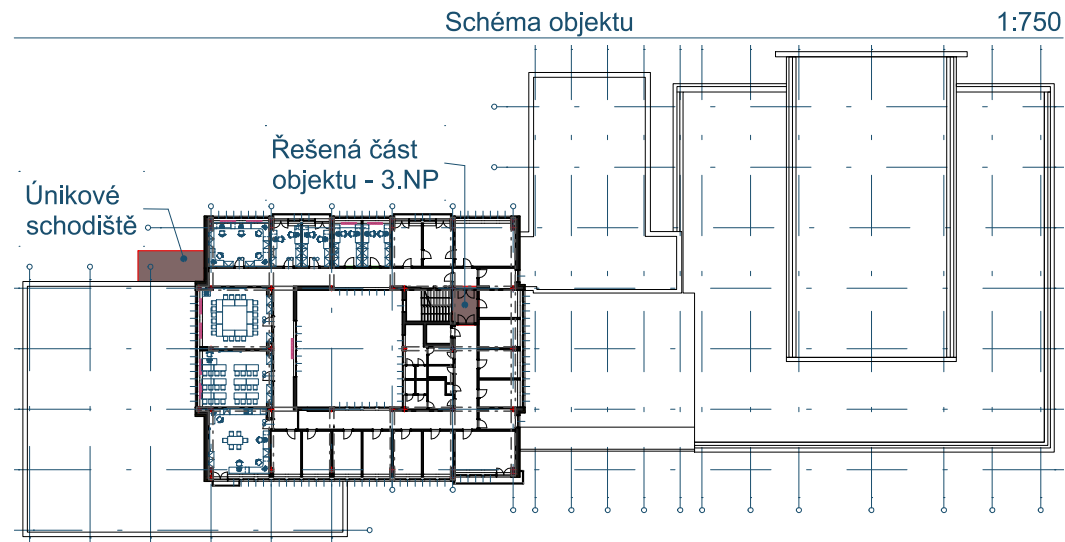 Schéma objektu 1:750
Řešená část
objektu - 3.NP
Únikové
schodiště